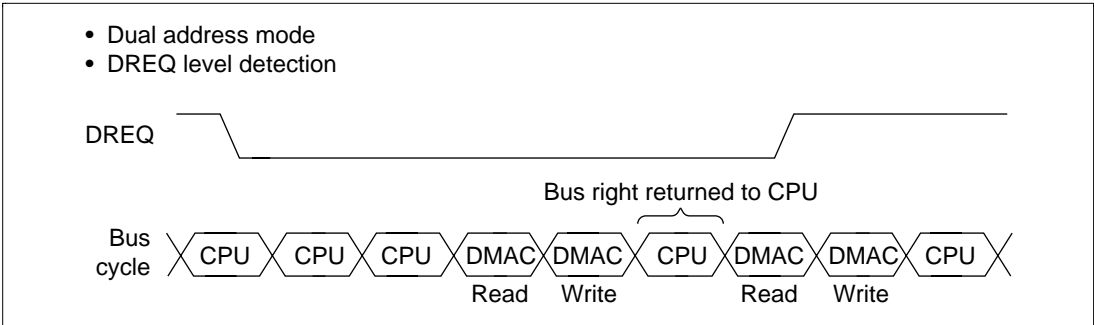 • Dual address mode
• DREQ level detection
DREQ
Bus right returned to CPU
Bus cycle
CPU CPU CPU DMAC DMAC CPU DMAC DMAC CPU
Read Write Read Write